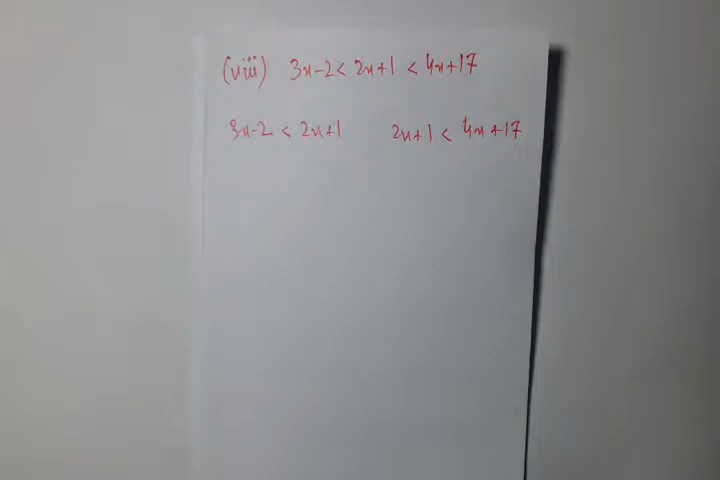 (viii) 3x-2 < 2x+1 < 4x+17
3x-2 < 2x+1 2x+1 < 4x+17